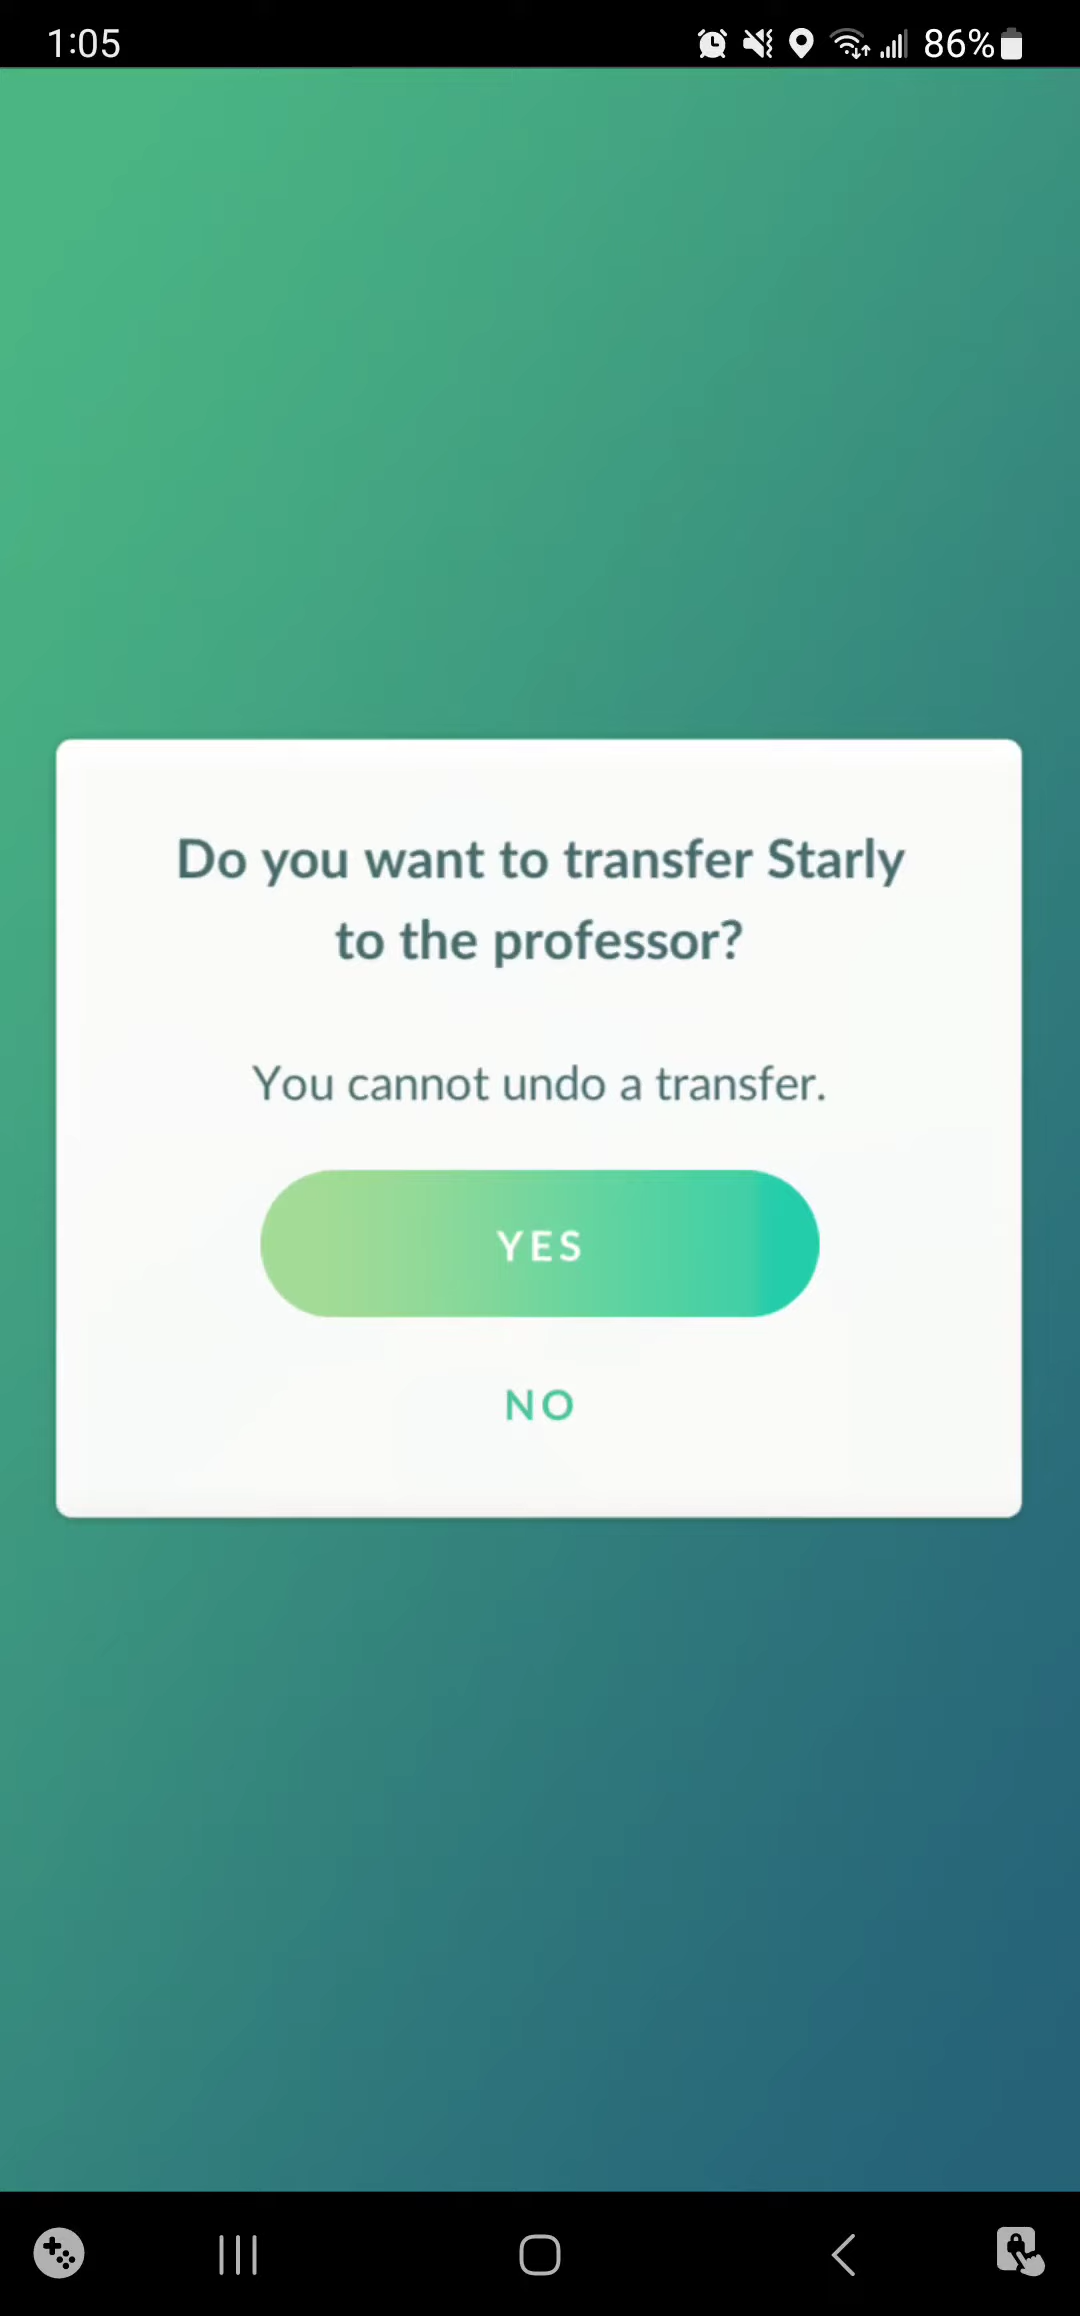 1:05
86%
Do you want to transfer Starly
to the professor?
You cannot undo a transfer.
YES
NO